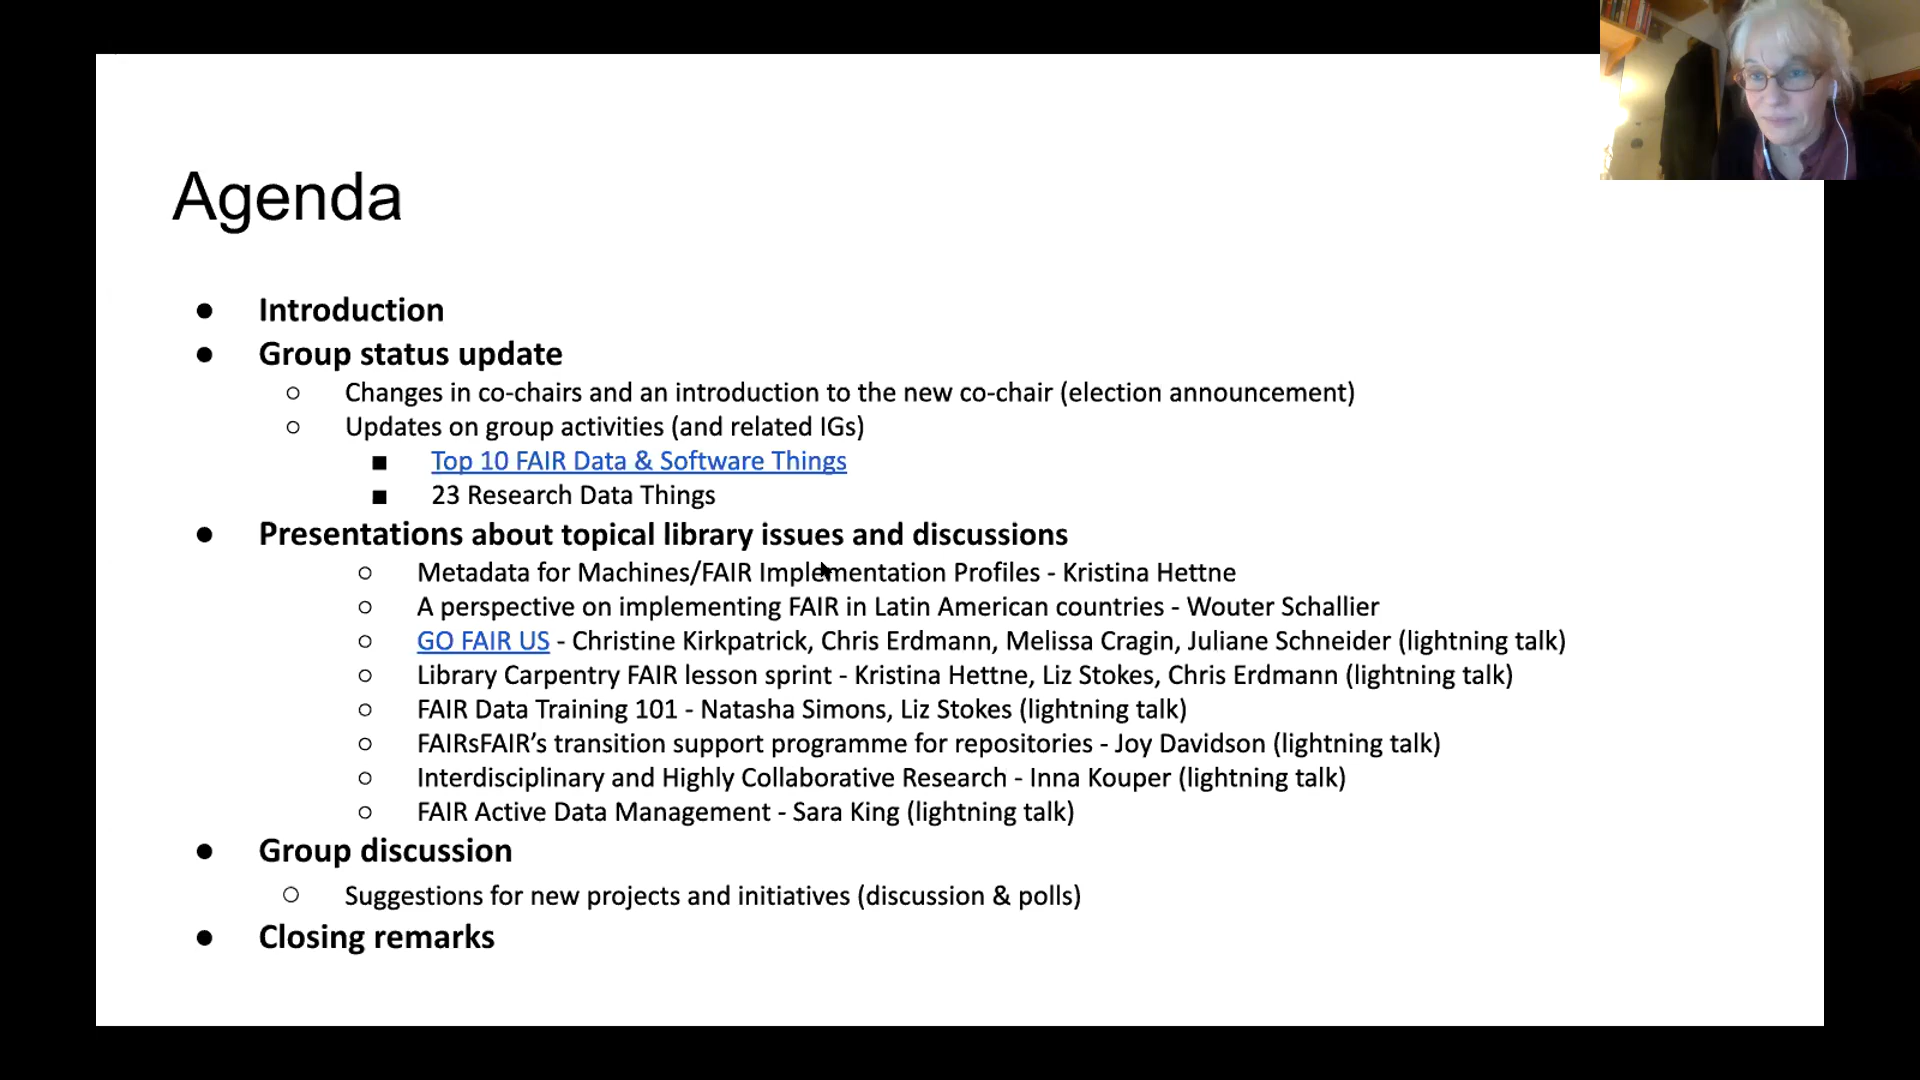 Agenda
● Introduction
● Group status update
○ Changes in co-chairs and an introduction to the new co-chair (election announcement)
○ Updates on group activities (and related IGs)
■ Top 10 FAIR Data & Software Things
■ 23 Research Data Things
● Presentations about topical library issues and discussions
○ Metadata for Machines/FAIR Implementation Profiles - Kristina Hettne
○ A perspective on implementing FAIR in Latin American countries - Wouter Schallier
○ GO FAIR US - Christine Kirkpatrick, Chris Erdmann, Melissa Cragin, Juliane Schneider (lightning talk)
○ Library Carpentry FAIR lesson sprint - Kristina Hettne, Liz Stokes, Chris Erdmann (lightning talk)
○ FAIR Data Training 101 - Natasha Simons, Liz Stokes (lightning talk)
○ FAIRsFAIR’s transition support programme for repositories - Joy Davidson (lightning talk)
○ Interdisciplinary and Highly Collaborative Research - Inna Kouper (lightning talk)
○ FAIR Active Data Management - Sara King (lightning talk)
● Group discussion
○ Suggestions for new projects and initiatives (discussion & polls)
● Closing remarks